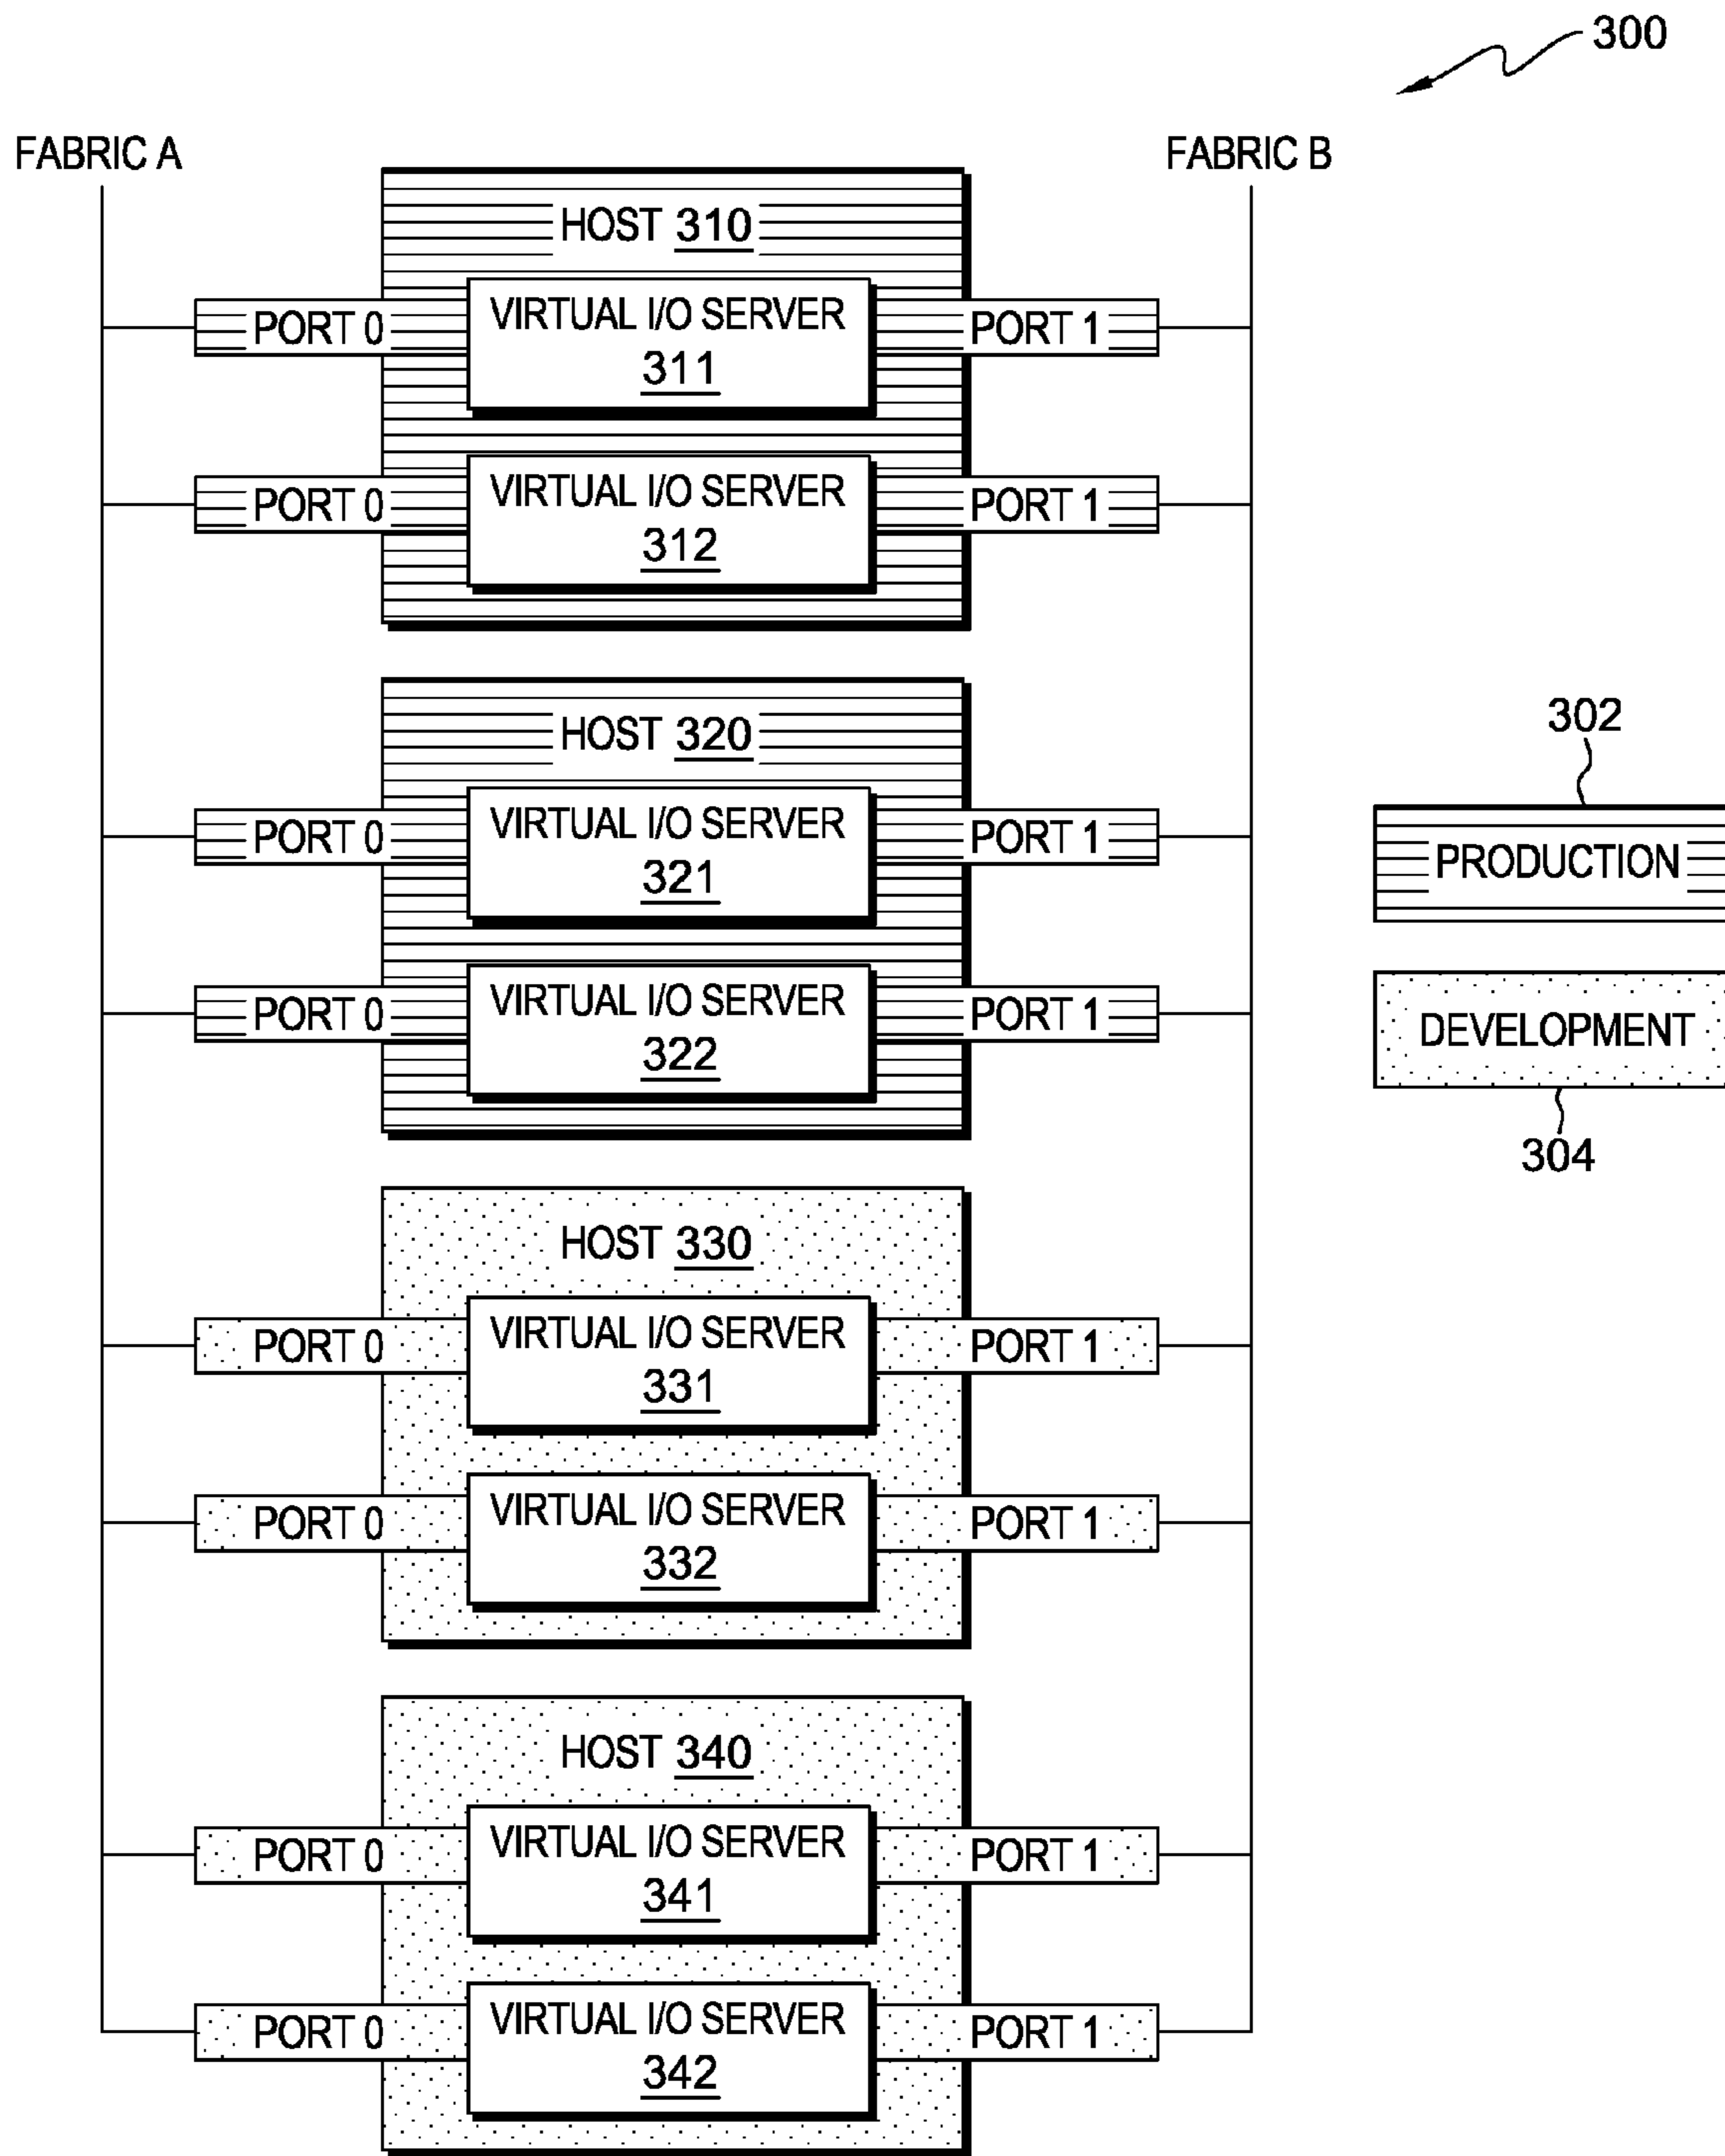 300
FABRIC A
FABRIC B
HOST 310
PORT 0
VIRTUAL I/O SERVER
311
PORT 1
PORT 0
VIRTUAL I/O SERVER
312
PORT 1
HOST 320
PORT 0
VIRTUAL I/O SERVER
321
PORT 1
PORT 0
VIRTUAL I/O SERVER
322
PORT 1
302
PRODUCTION
DEVELOPMENT
304
HOST 330
PORT 0
VIRTUAL I/O SERVER
331
PORT 1
PORT 0
VIRTUAL I/O SERVER
332
PORT 1
HOST 340
PORT 0
VIRTUAL I/O SERVER
341
PORT 1
PORT 0
VIRTUAL I/O SERVER
342
PORT 1